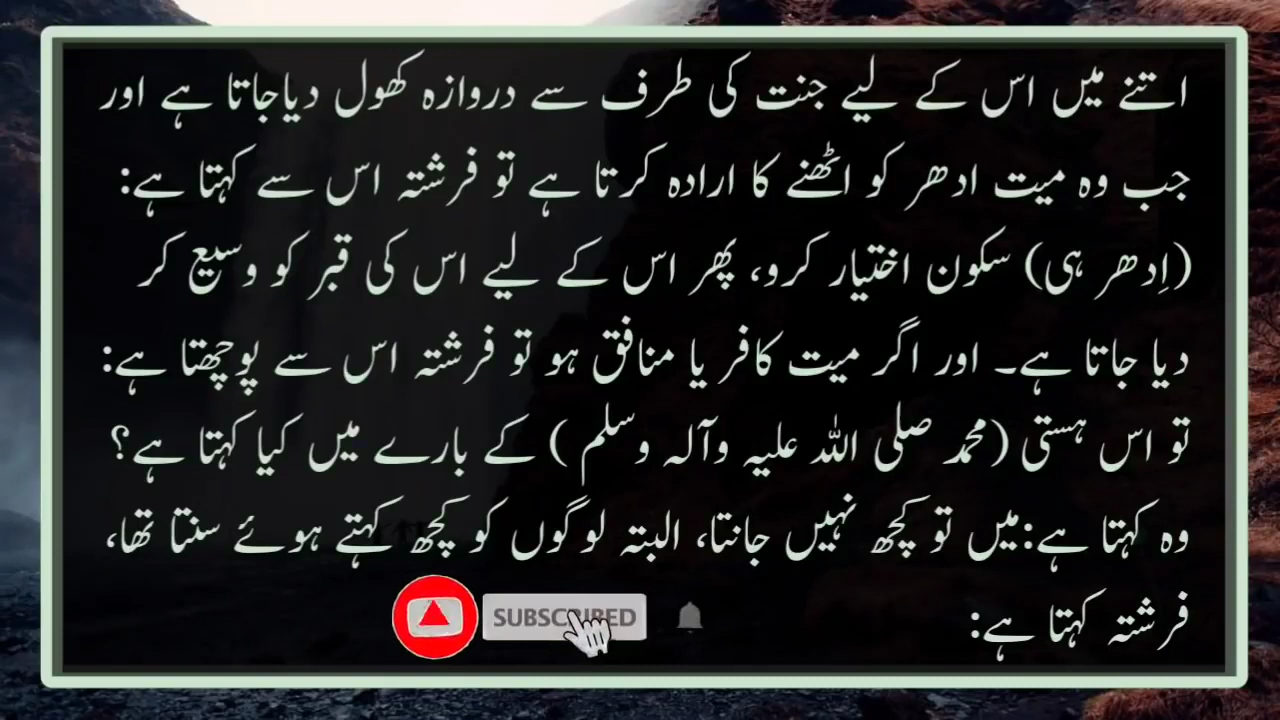 اتنے میں اس کے لیے جنت کی طرف سے دروازہ کھول دیاجاتا ہے اور
جب وہ میت ادھر کو اٹھنے کا ارادہ کرتا ہے تو فرشتہ اس سے کہتا ہے:
(اِدھر ہی) سکون اختیار کرو، پھر اس کے لیے اس کی قبر کو وسیع کر
دیا جاتا ہے۔ اور اگر میت کافر یا منافق ہو تو فرشتہ اس سے پوچھتا ہے:
تو اس ہستی (محمد صلی اللہ علیہ وآلہ وسلم ) کے بارے میں کیا کہتا ہے؟
وہ کہتا ہے:میں تو کچھ نہیں جانتا، البتہ لوگوں کو کچھ کہتے ہوئے سنتا تھا،
فرشتہ کہتا ہے:
SUBSCRIBED